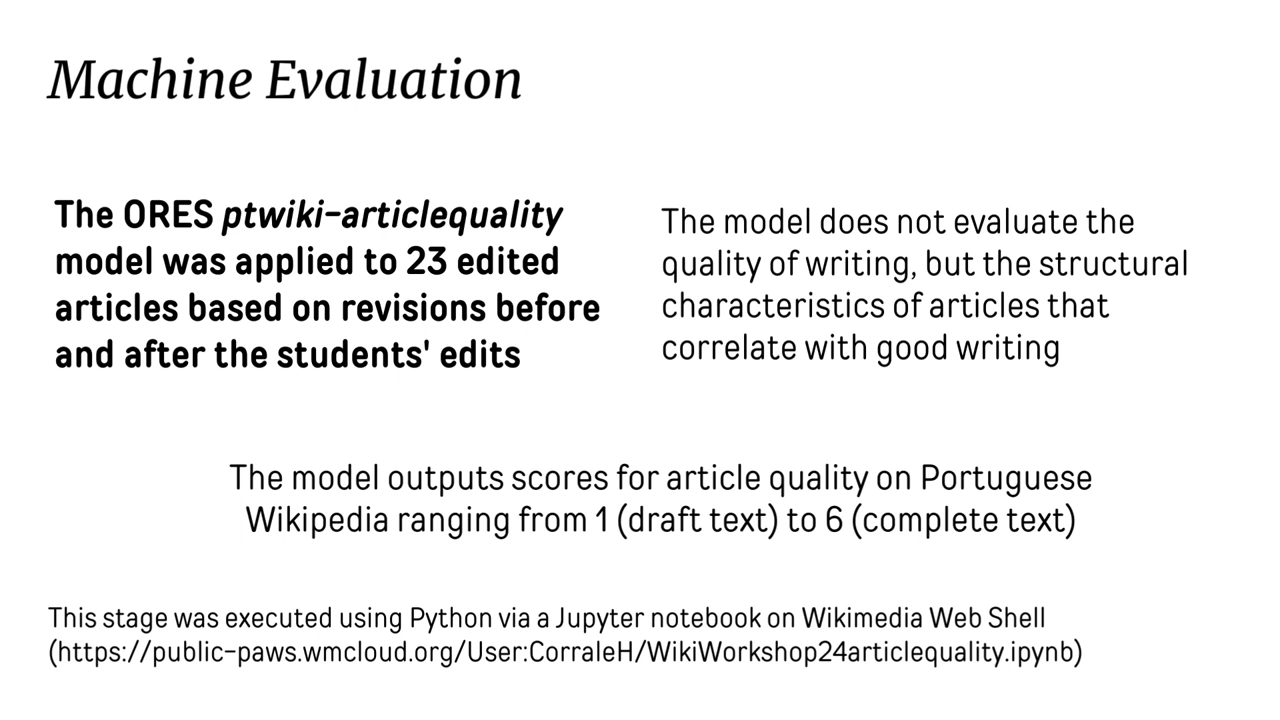 Machine Evaluation
The ORES ptwiki-articlequality
model was applied to 23 edited
articles based on revisions before
and after the students' edits
The model does not evaluate the
quality of writing, but the structural
characteristics of articles that
correlate with good writing
The model outputs scores for article quality on Portuguese
Wikipedia ranging from 1 (draft text) to 6 (complete text)
This stage was executed using Python via a Jupyter notebook on Wikimedia Web Shell
(https://public-paws.wmcloud.org/User:CorraleH/WikiWorkshop24articlequality.ipynb)